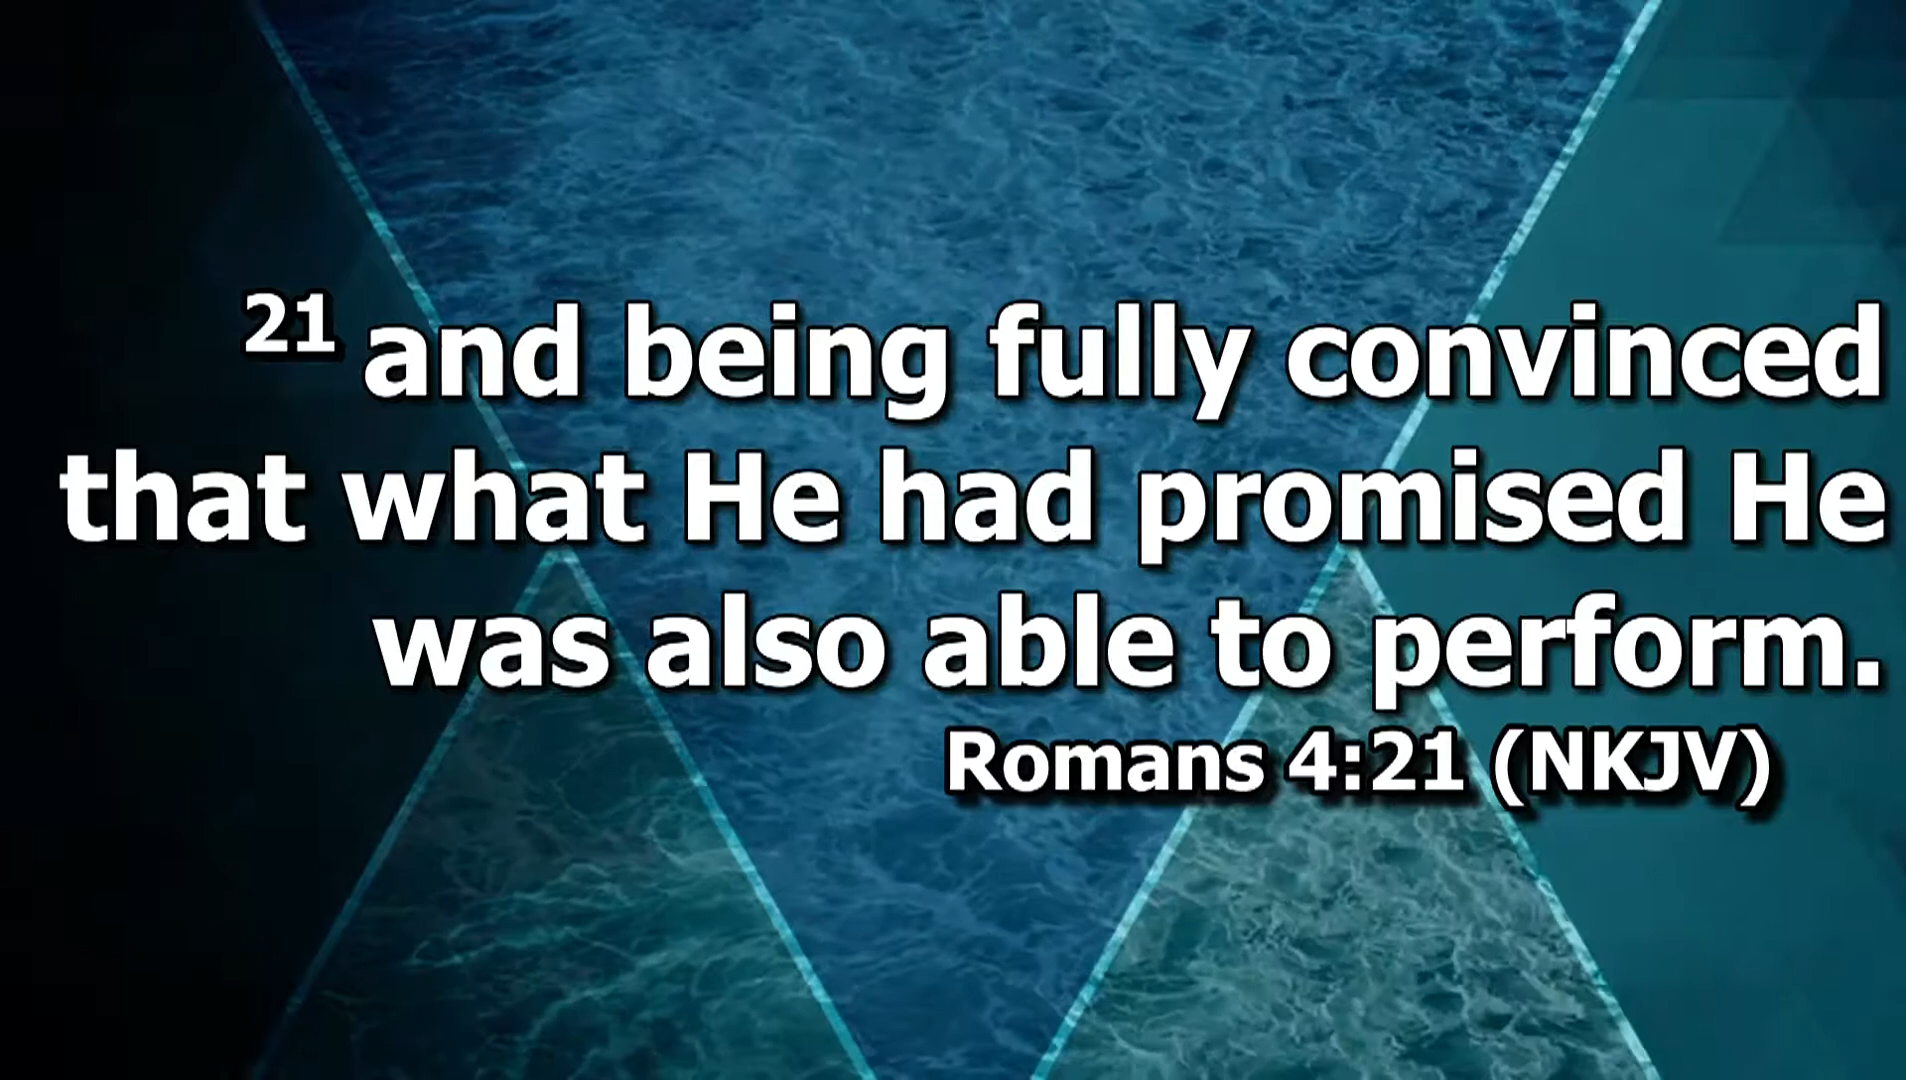 21 and being fully convinced
that what He had promised He
was also able to perform.
Romans 4:21 (NKJV)